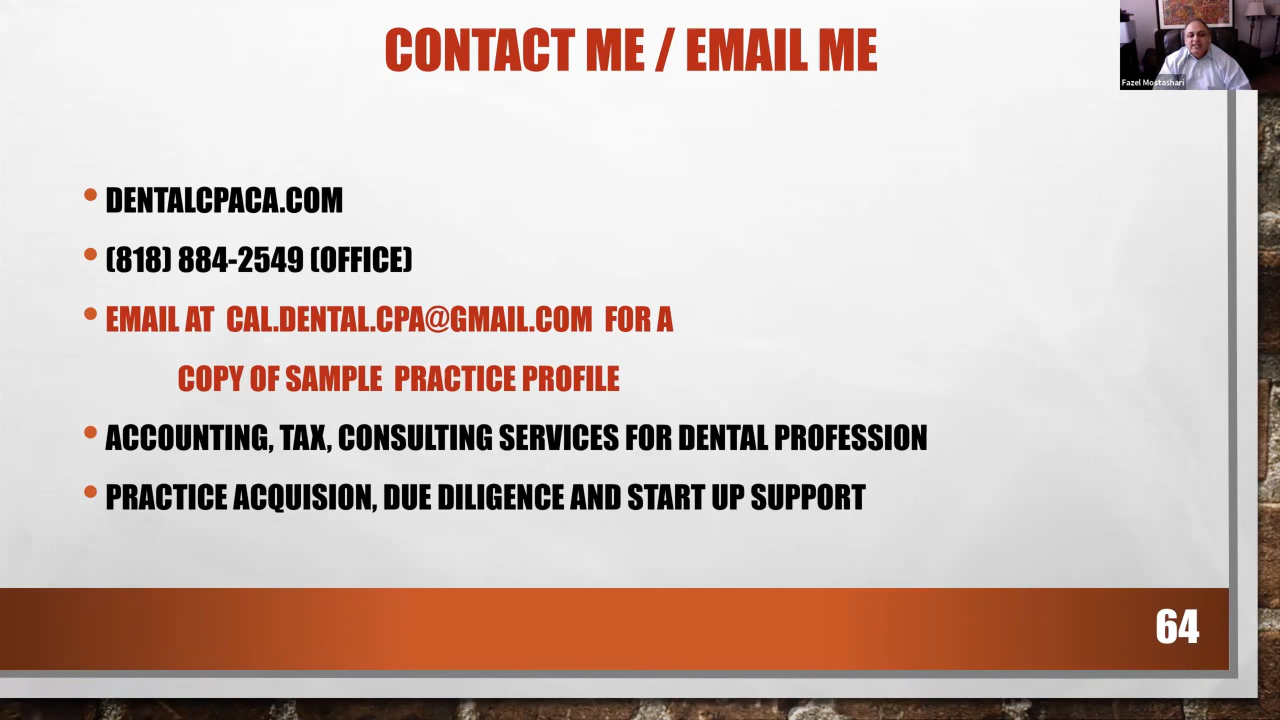 CONTACT ME / EMAIL ME
Fazel Mostashari
• DENTALCPACA.COM
• (818) 884-2549 (OFFICE)
• EMAIL AT CAL.DENTAL.CPA@GMAIL.COM FOR A
COPY OF SAMPLE PRACTICE PROFILE
• ACCOUNTING, TAX, CONSULTING SERVICES FOR DENTAL PROFESSION
• PRACTICE ACQUISION, DUE DILIGENCE AND START UP SUPPORT
64